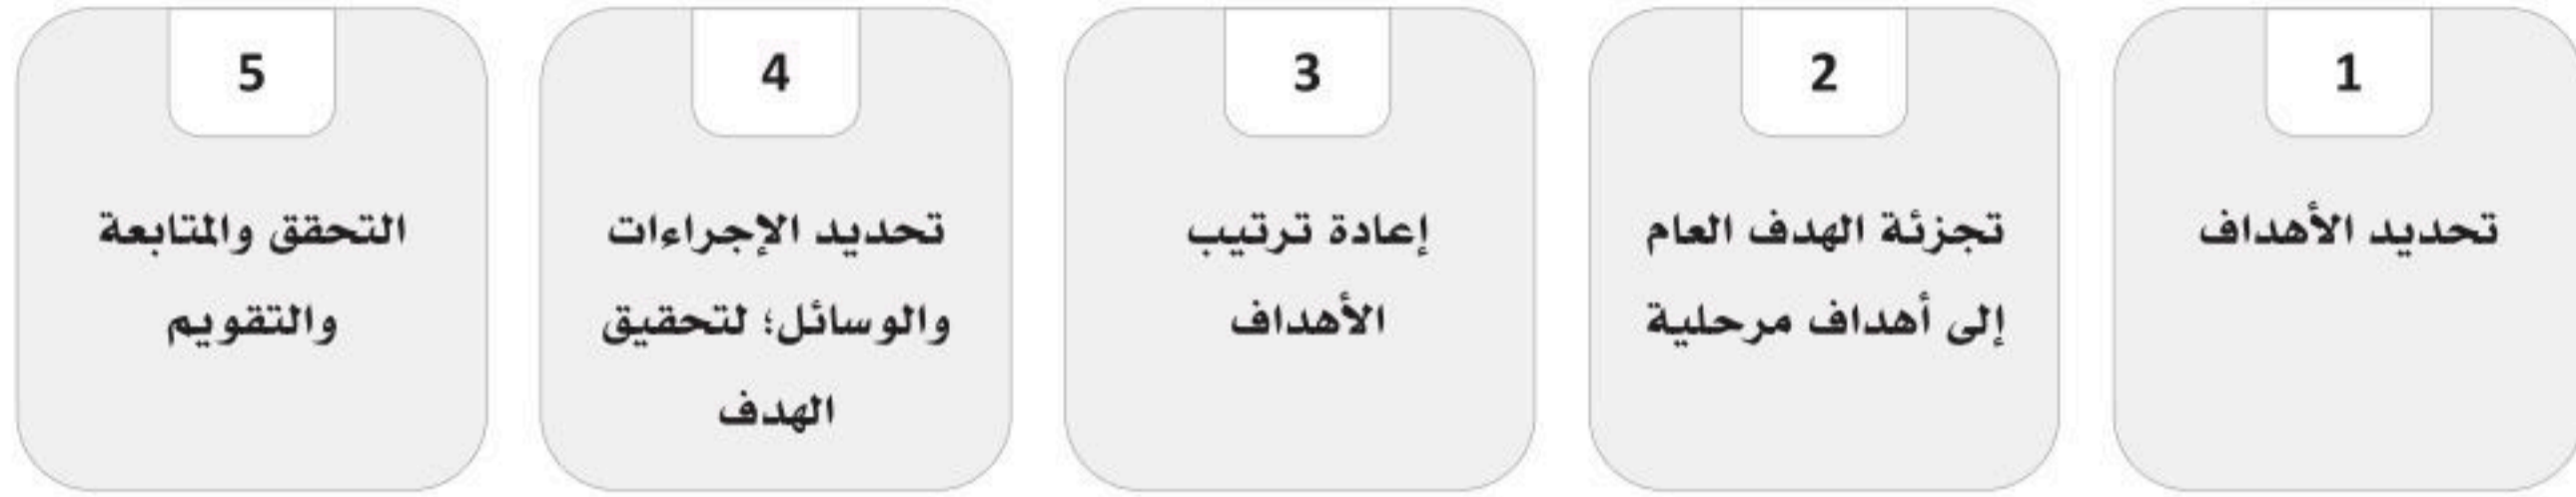 1
تحديد الأهداف
2
تجزئة الهدف العام
إلى أهداف مرحلية
3
إعادة ترتيب
الأهداف
4
تحديد الإجراءات
والوسائل؛ لتحقيق
الهدف
5
التحقق والمتابعة
والتقويم